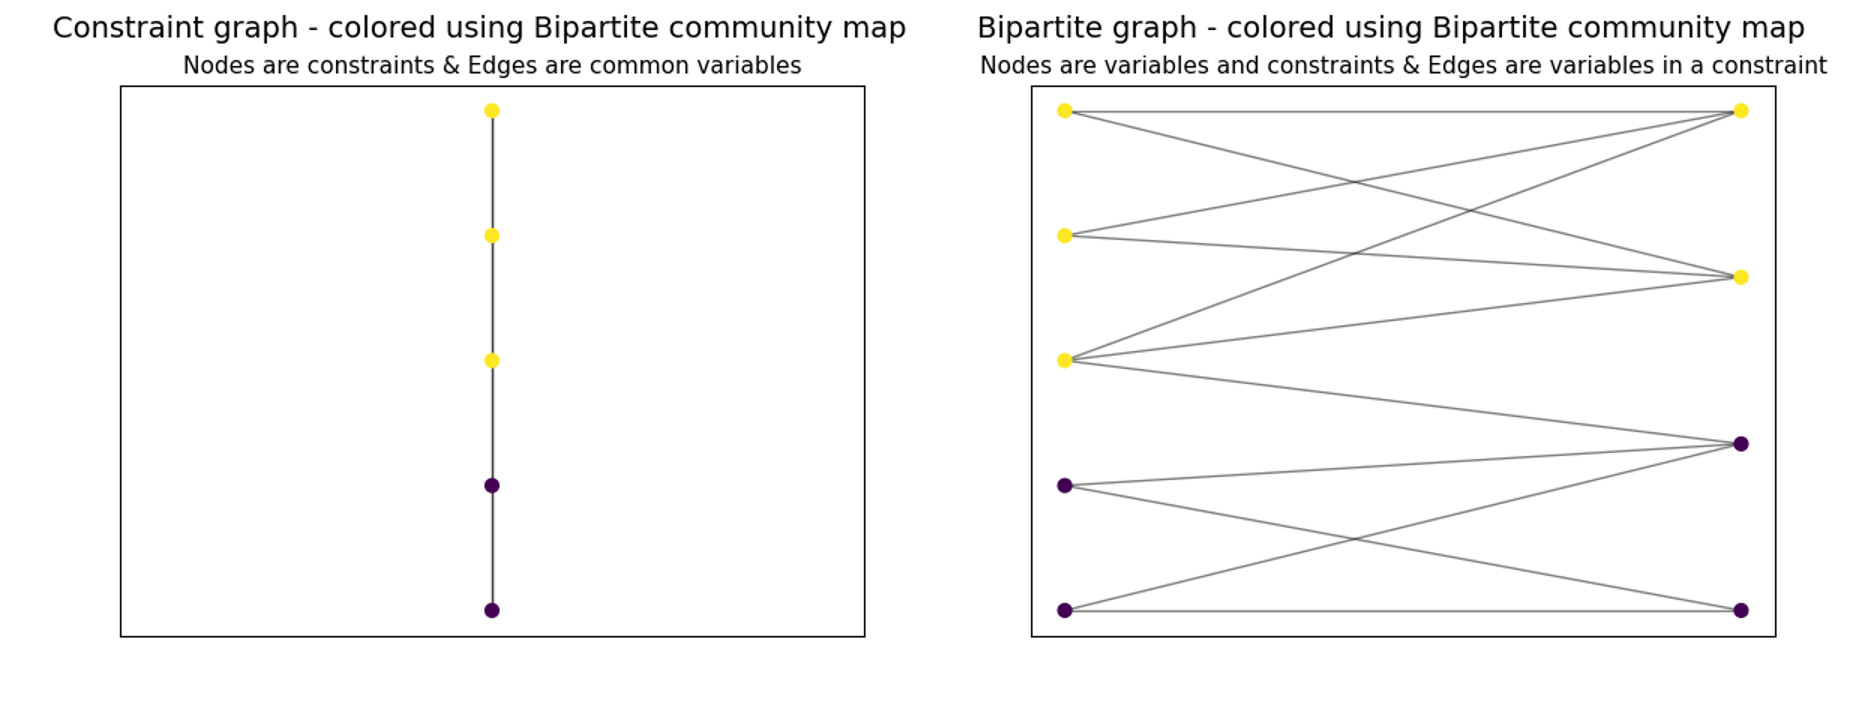 Constraint graph - colored using Bipartite community map
Nodes are constraints & Edges are common variables
Bipartite graph - colored using Bipartite community map
Nodes are variables and constraints & Edges are variables in a constraint